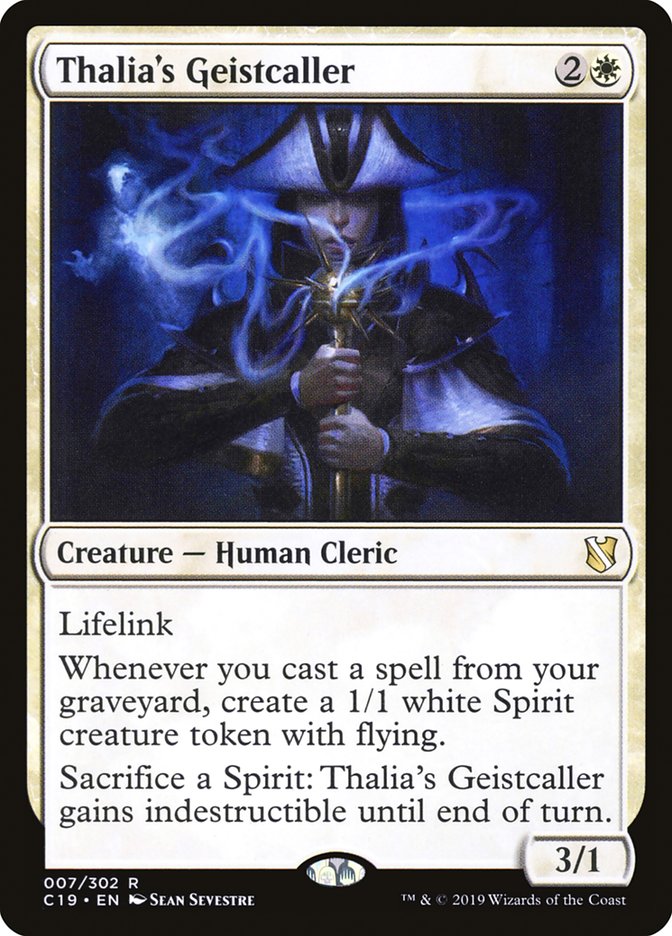 Thalia's Geistcaller 2
Creature — Human Cleric
Lifelink
Whenever you cast a spell from your
graveyard, create a 1/1 white Spirit
creature token with flying.
Sacrifice a Spirit: Thalia's Geistcaller
gains indestructible until end of turn.
3/1
007/302 R
C19 • EN Sean Sevestre
™ & © 2019 Wizards of the Coast